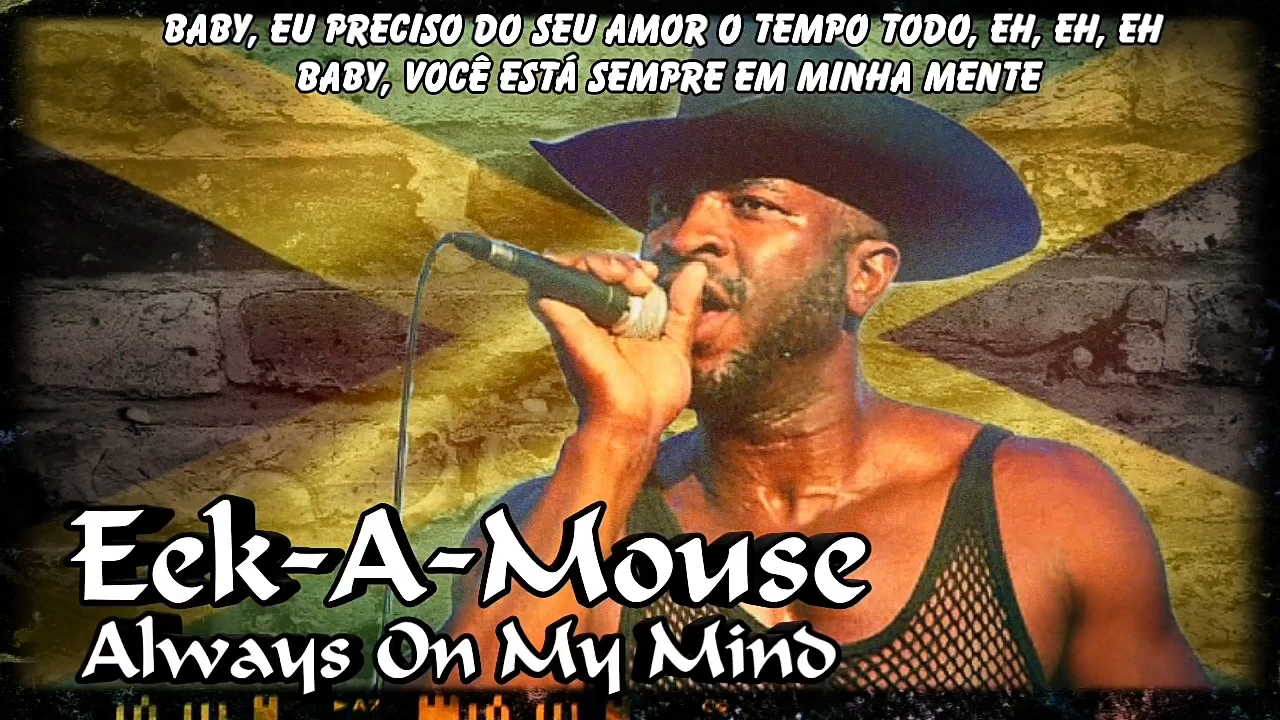 BABY, EU PRECISO DO SEU AMOR O TEMPO TODO, EH, EH, EH
BABY, VOCÊ ESTÁ SEMPRE EM MINHA MENTE
Eek-A-Mouse
Always On My Mind